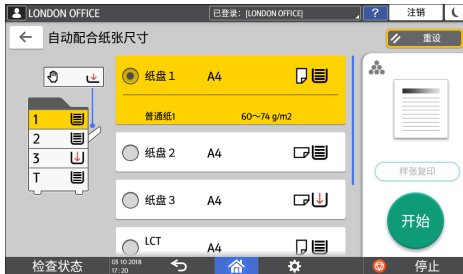 LONDON OFFICE
已登录: [LONDON OFFICE]
?
注销
自动配合纸张尺寸
重设
纸盘 1 A4
普通纸1 60～74 g/m2
1
2
3
T
纸盘 2 A4
纸盘 3 A4
LCT A4
样张复印
开始
检查状态
03 10 2018
17 : 20
停止